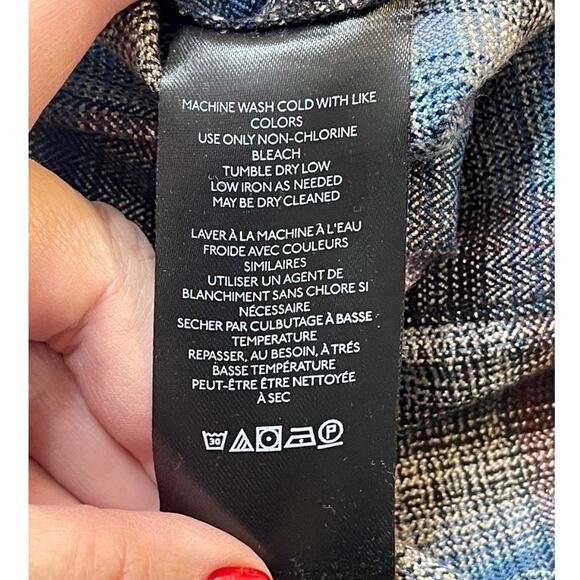 MACHINE WASH COLD WITH LIKE
COLORS
USE ONLY NON-CHLORINE
BLEACH
TUMBLE DRY LOW
LOW IRON AS NEEDED
MAY BE DRY CLEANED
LAVER À LA MACHINE À L'EAU
FROIDE AVEC COULEURS
SIMILAIRES
UTILISER UN AGENT DE
BLANCHIMENT SANS CHLORE SI
NÉCESSAIRE
SECHER PAR CULBUTAGE À BASSE
TEMPERATURE
REPASSER, AU BESOIN, À TRÉS
BASSE TEMPÉRATURE
PEUT-ÊTRE ÊTRE NETTOYÉE
À SEC
30 P